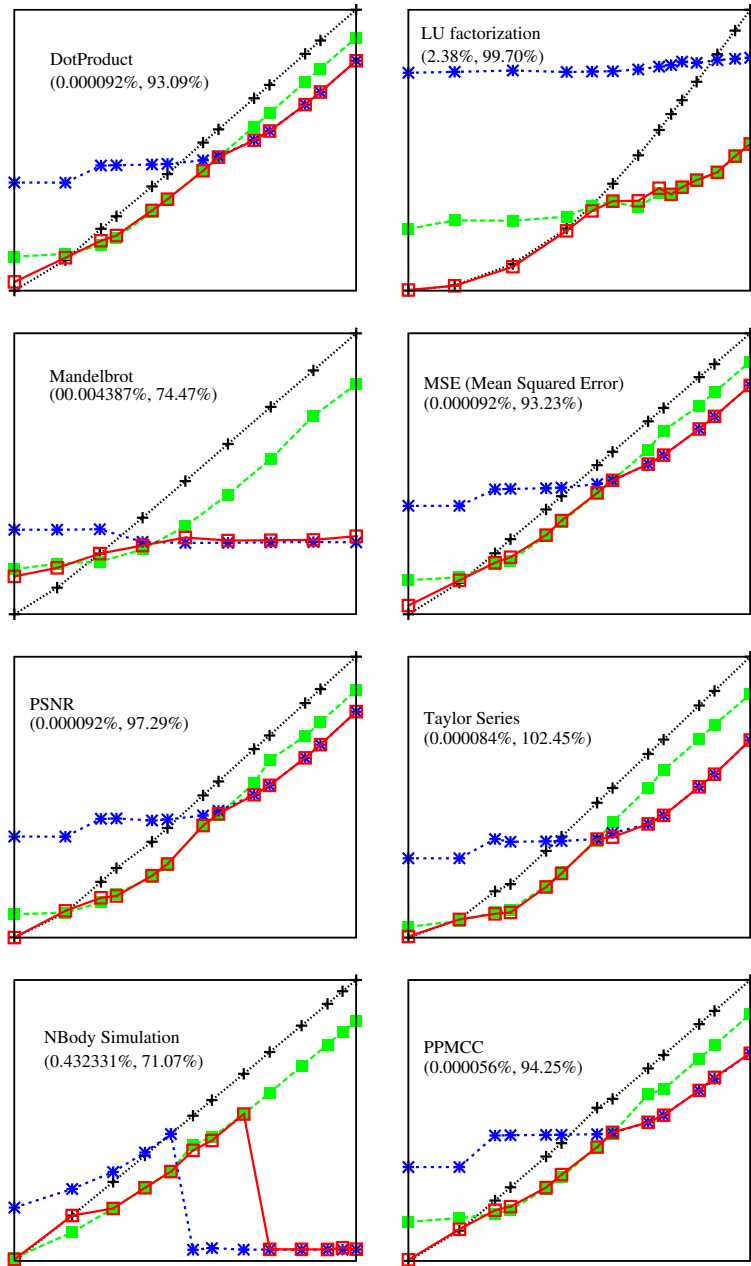 DotProduct
(0.000092%, 93.09%)
LU factorization
(2.38%, 99.70%)
Mandelbrot
(00.004387%, 74.47%)
MSE (Mean Squared Error)
(0.000092%, 93.23%)
PSNR
(0.000092%, 97.29%)
Taylor Series
(0.000084%, 102.45%)
NBody Simulation
(0.432331%, 71.07%)
PPMCC
(0.000056%, 94.25%)